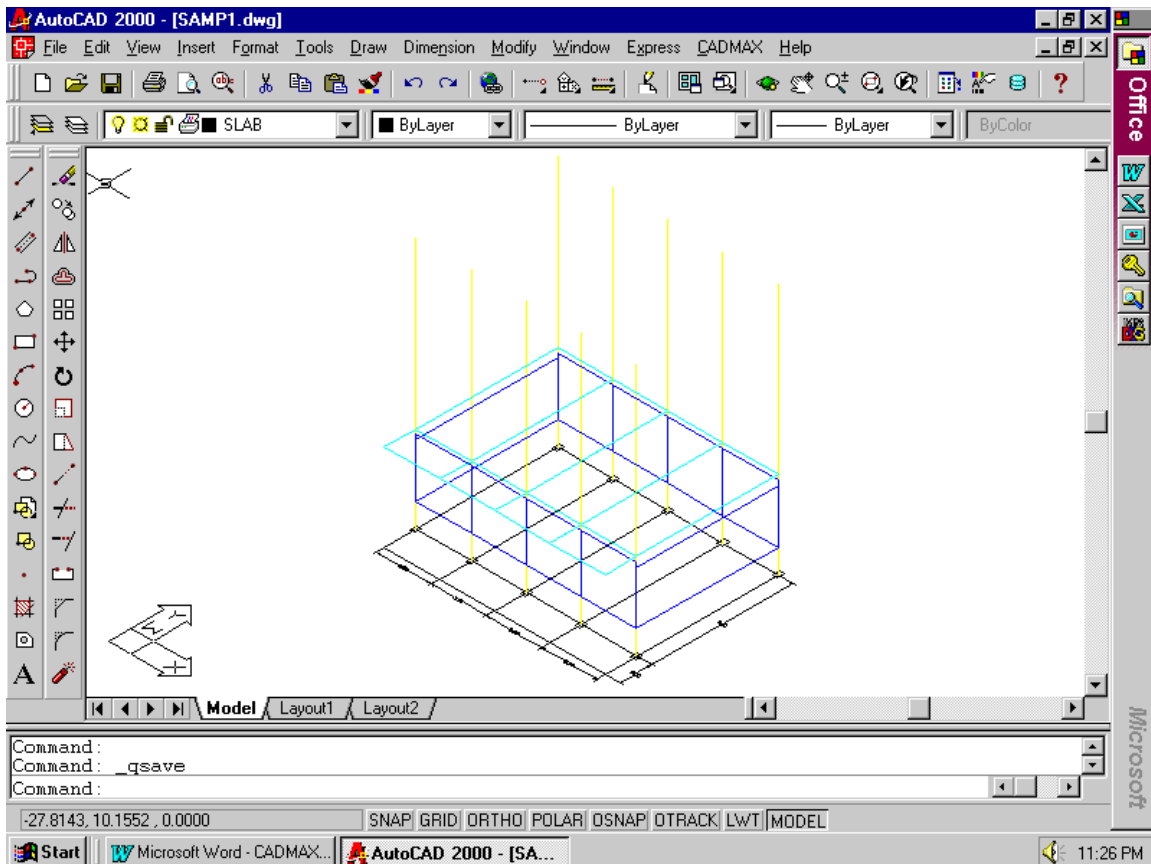 AutoCAD 2000 - [SAMP1.dwg]
File Edit View Insert Format Tools Draw Dimension Modify Window Express CADMAX Help
SLAB ByLayer ByLayer ByLayer ByColor
Office
A
Model Layout1 Layout2
Command:
Command: _qsave
Command:
-27.8143, 10.1552 , 0.0000 SNAP GRID ORTHO POLAR OSNAP OTRACK LWT MODEL
Microsoft
Start Microsoft Word - CADMAX... AutoCAD 2000 - [SA... 11:26 PM